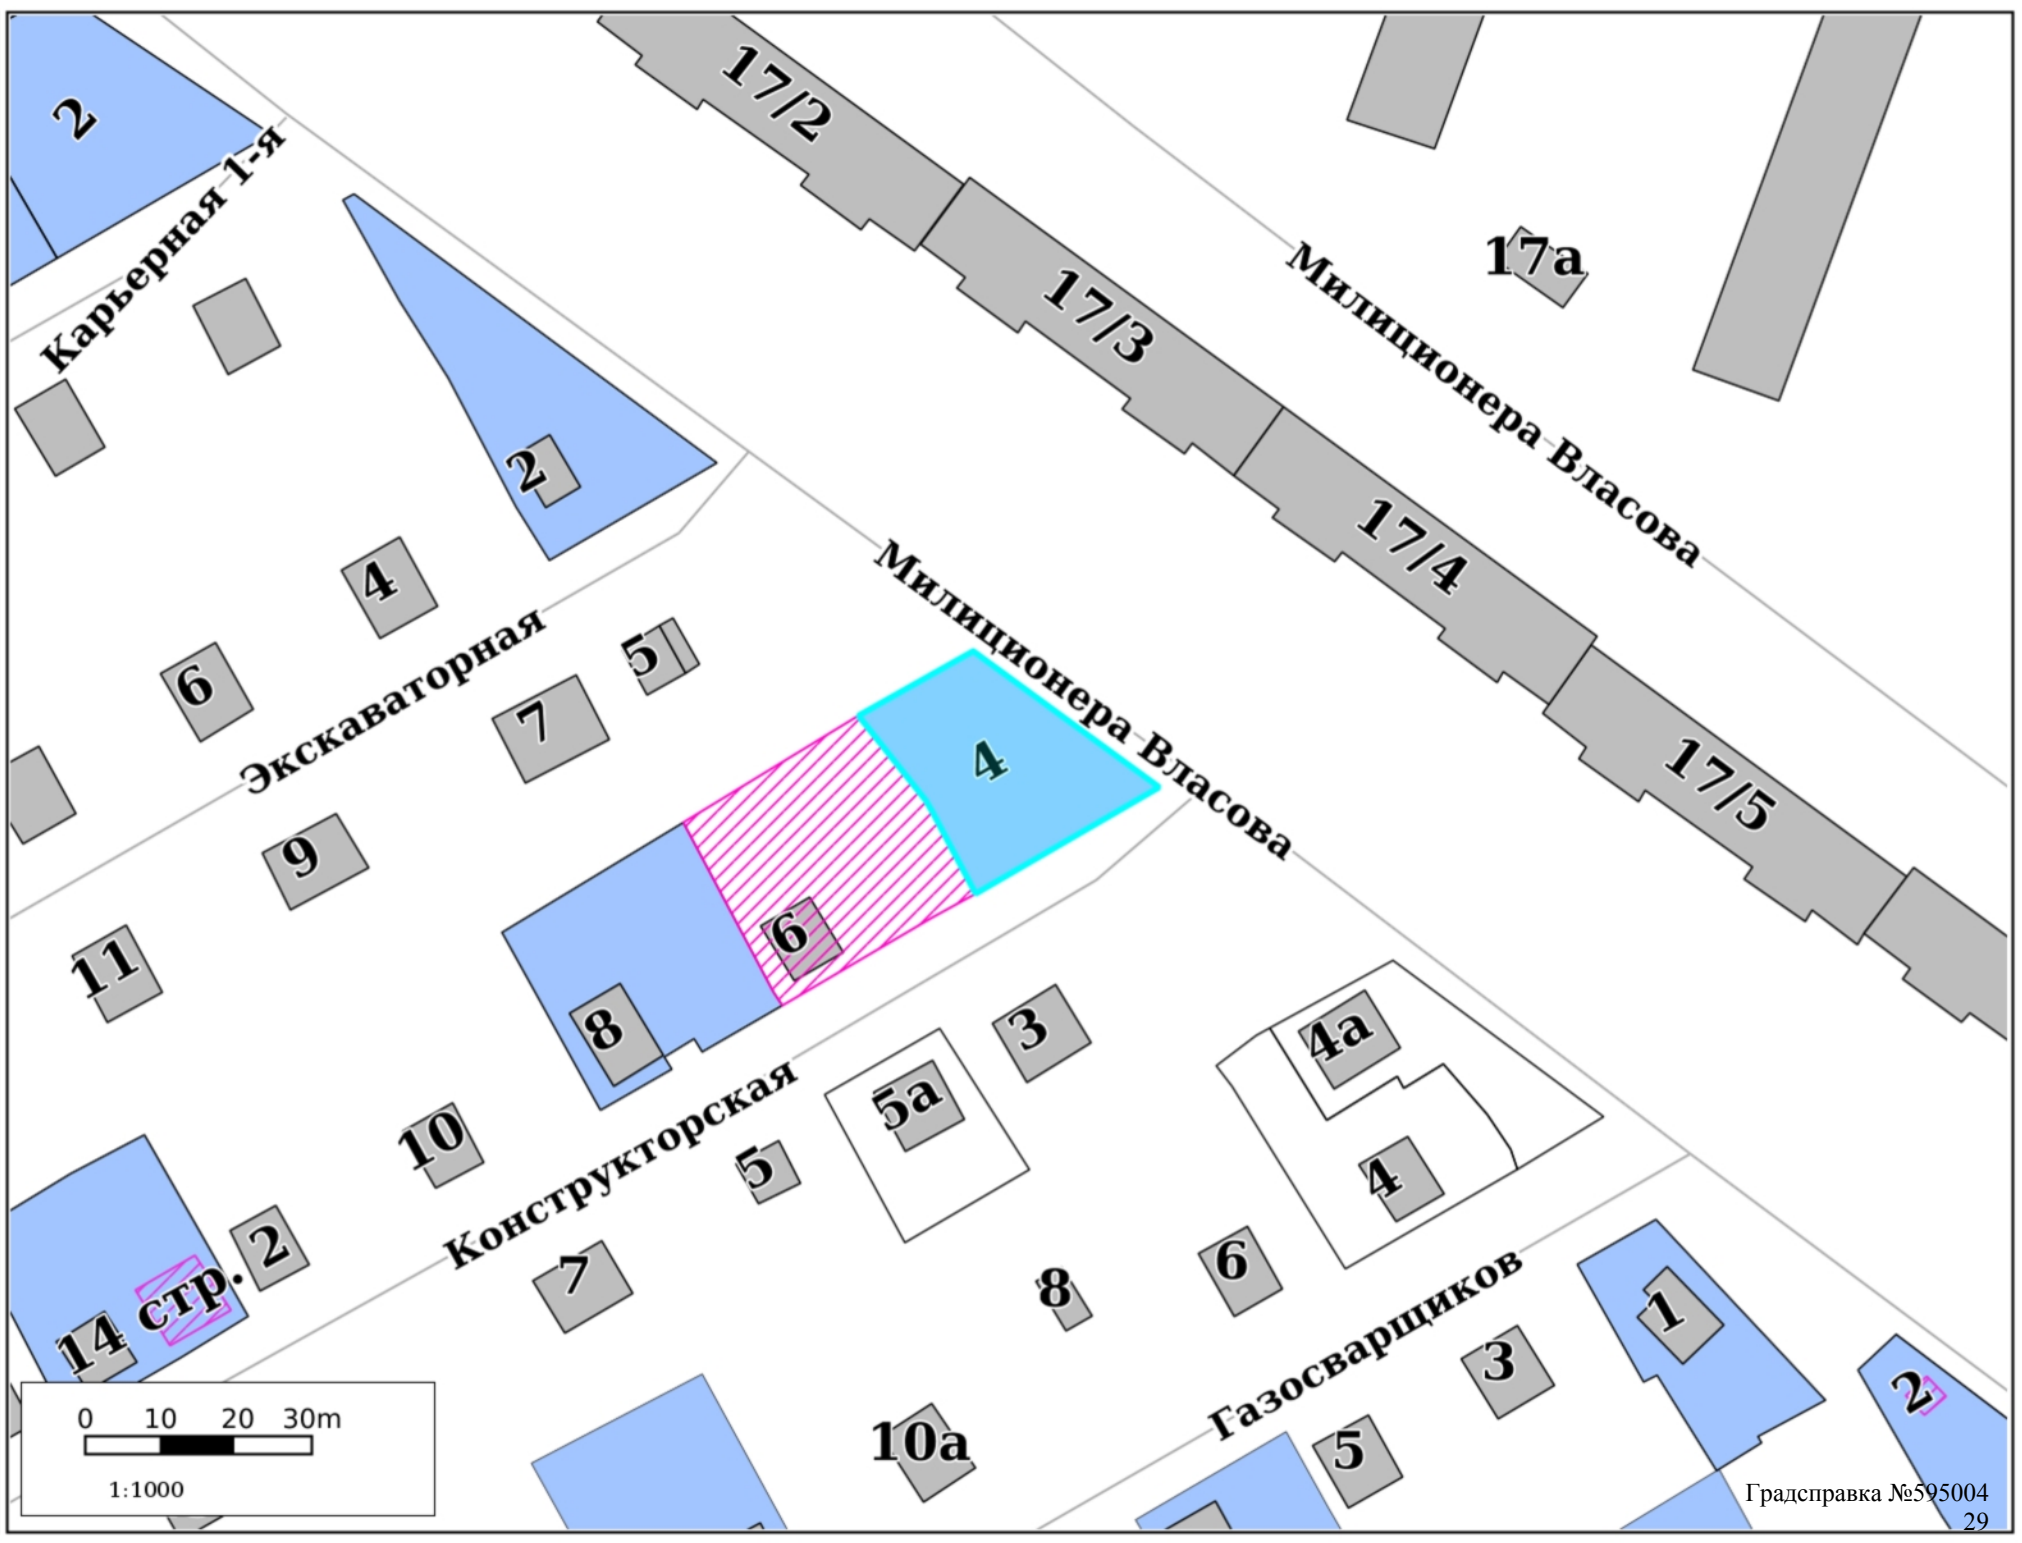 17/2
2
Карьерная 1-я
17а
Милиционера Власова
17/3
2
4
17/4
Милиционера Власова
5
6
Экскаваторная
7
4
17/5
9
6
11
8
3
4а
5а
10
5
4
Конструкторская
2
7
6
8
14 стр.
1
Газосварщиков
3
2
10а
5
0 10 20 30m
1:1000
Градсправка №595004
29